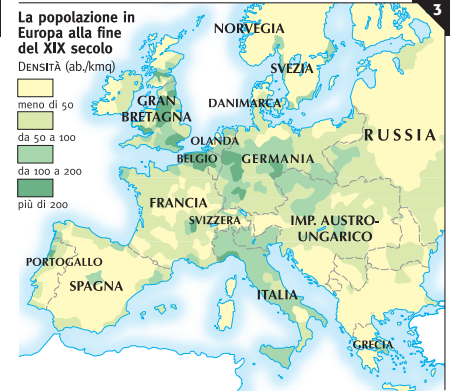 3
La popolazione in
Europa alla fine
del XIX secolo
DENSITÀ (ab./kmq)
meno di 50
da 50 a 100
da 100 a 200
più di 200
NORVEGIA
SVEZIA
DANIMARCA
GRAN
BRETAGNA
OLANDA
BELGIO
GERMANIA
RUSSIA
FRANCIA
SVIZZERA
IMP. AUSTRO-
UNGARICO
PORTOGALLO
SPAGNA
ITALIA
GRECIA